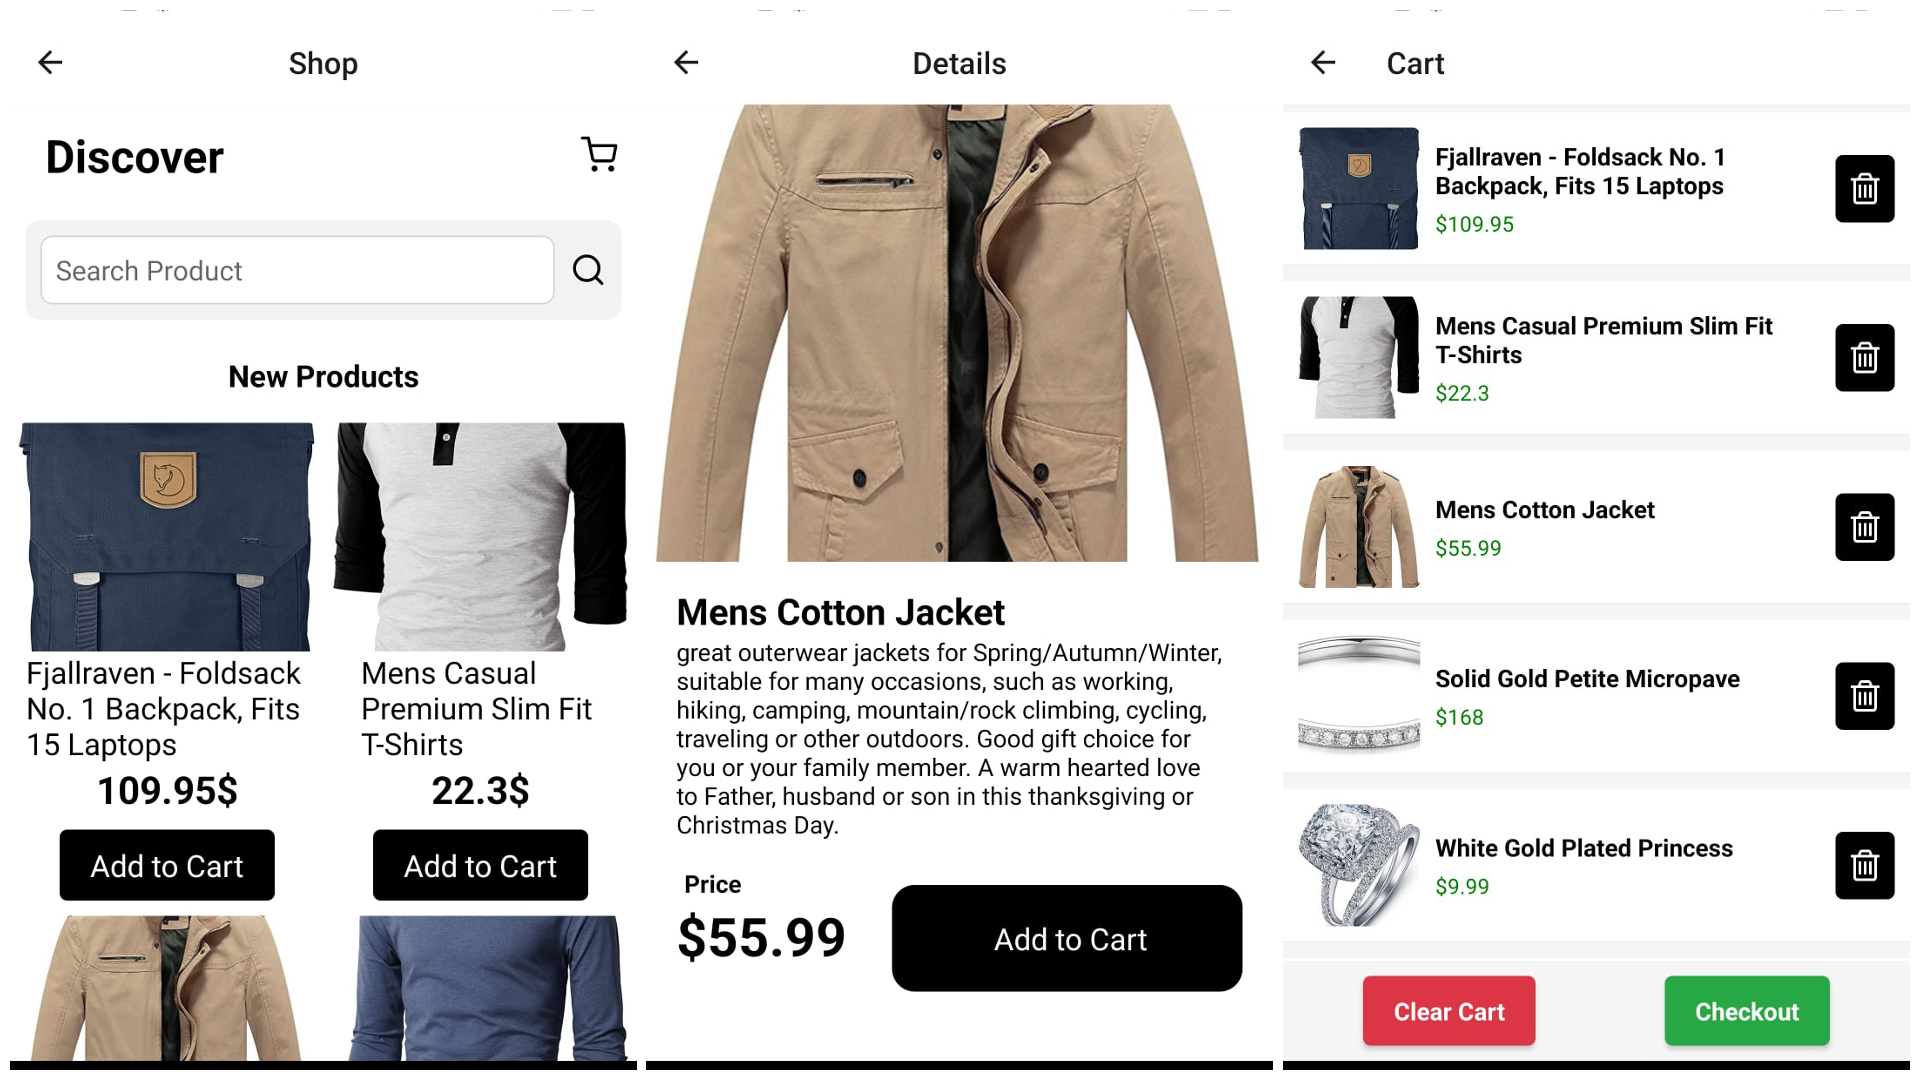 Shop
Discover
Search Product
New Products
Fjallraven - Foldsack
No. 1 Backpack, Fits
15 Laptops
109.95$
Add to Cart
Mens Casual
Premium Slim Fit
T-Shirts
22.3$
Add to Cart
Details
Mens Cotton Jacket
great outerwear jackets for Spring/Autumn/Winter,
suitable for many occasions, such as working,
hiking, camping, mountain/rock climbing, cycling,
traveling or other outdoors. Good gift choice for
you or your family member. A warm hearted love
to Father, husband or son in this thanksgiving or
Christmas Day.
Price
$55.99
Add to Cart
Cart
Fjallraven - Foldsack No. 1
Backpack, Fits 15 Laptops
$109.95
Mens Casual Premium Slim Fit
T-Shirts
$22.3
Mens Cotton Jacket
$55.99
Solid Gold Petite Micropave
$168
White Gold Plated Princess
$9.99
Clear Cart
Checkout